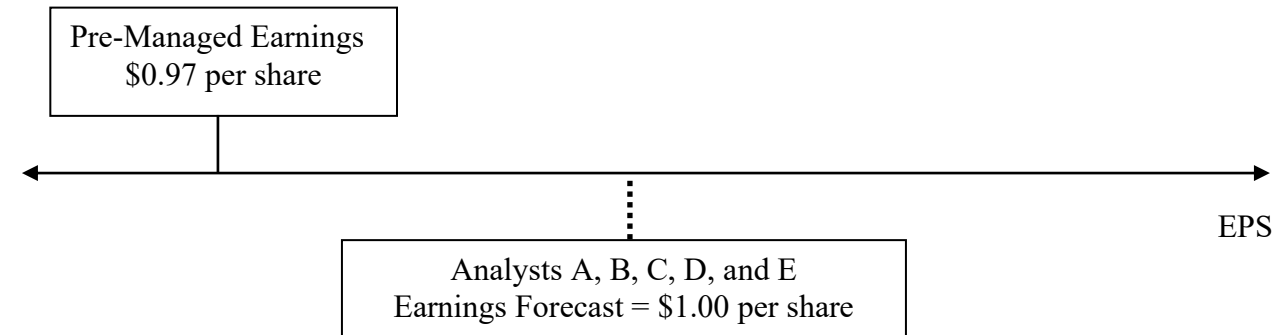 Pre-Managed Earnings
$0.97 per share
EPS
Analysts A, B, C, D, and E
Earnings Forecast = $1.00 per share